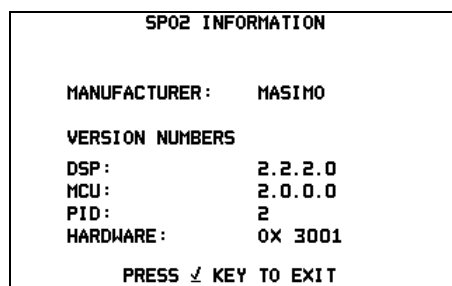 SPO2 INFORMATION
MANUFACTURER: MASIMO
VERSION NUMBERS
DSP: 2.2.2.0
MCU: 2.0.0.0
PID: 2
HARDWARE: 0X 3001
PRESS √ KEY TO EXIT